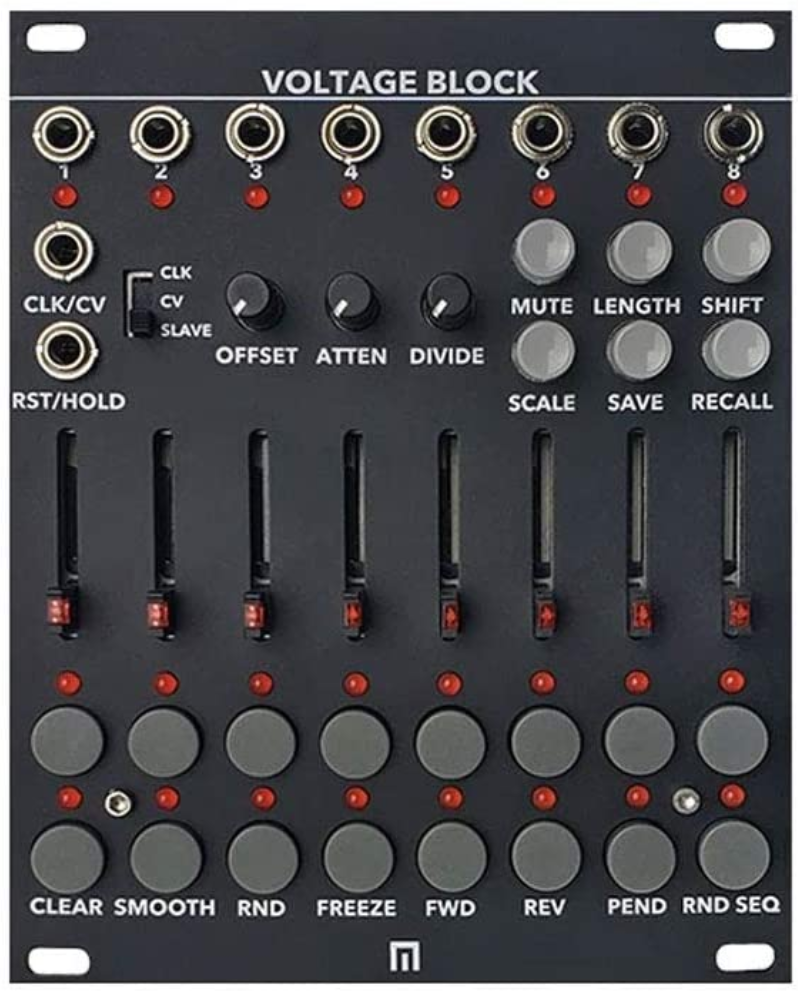 VOLTAGE BLOCK
1 2 3 4 5 6 7 8
CLK
CV
SLAVE
CLK/CV
MUTE LENGTH SHIFT
OFFSET ATTEN DIVIDE
RST/HOLD
SCALE SAVE RECALL
CLEAR SMOOTH RND FREEZE FWD REV PEND RND SEQ